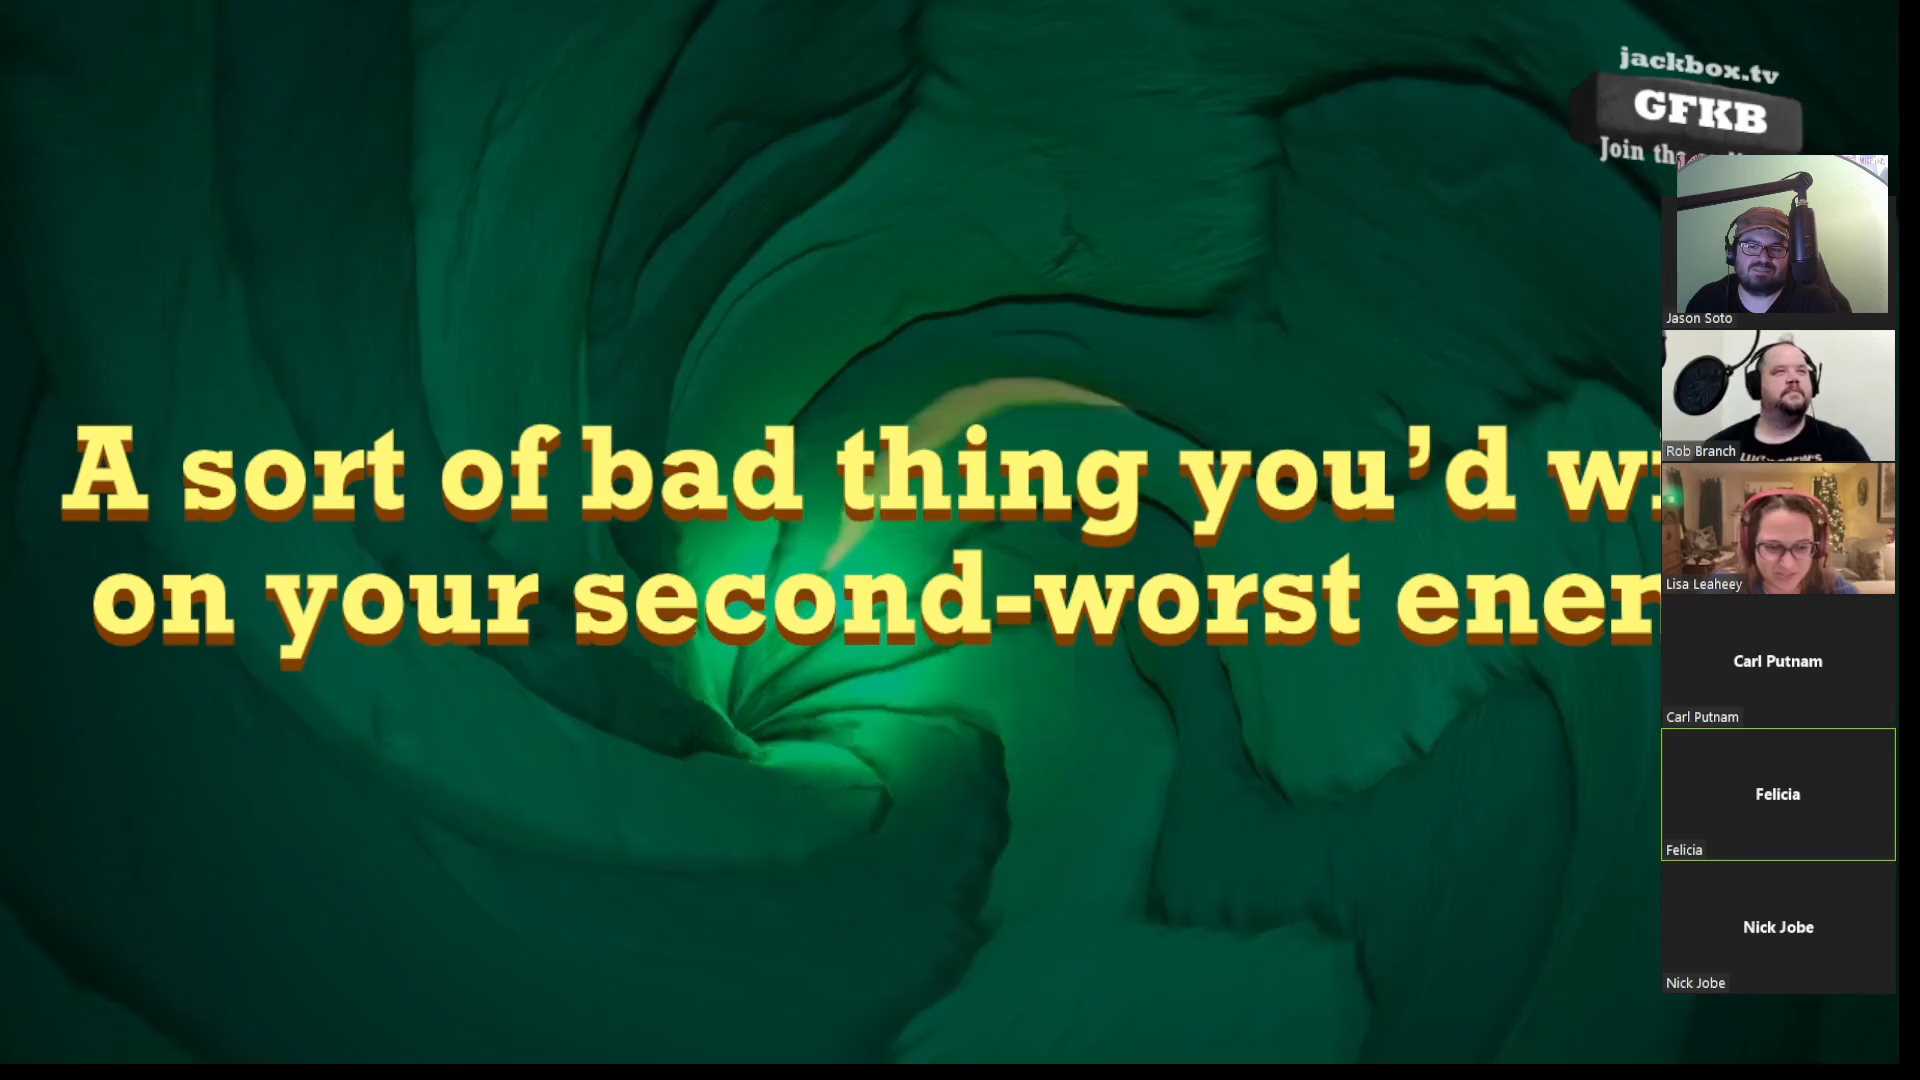 jackbox.tv
GFKB
Join the
A sort of bad thing you’d
on your second-worst
Jason Soto
Rob Branch
Lisa Leaheey
Carl Putnam
Carl Putnam
Felicia
Felicia
Nick Jobe
Nick Jobe